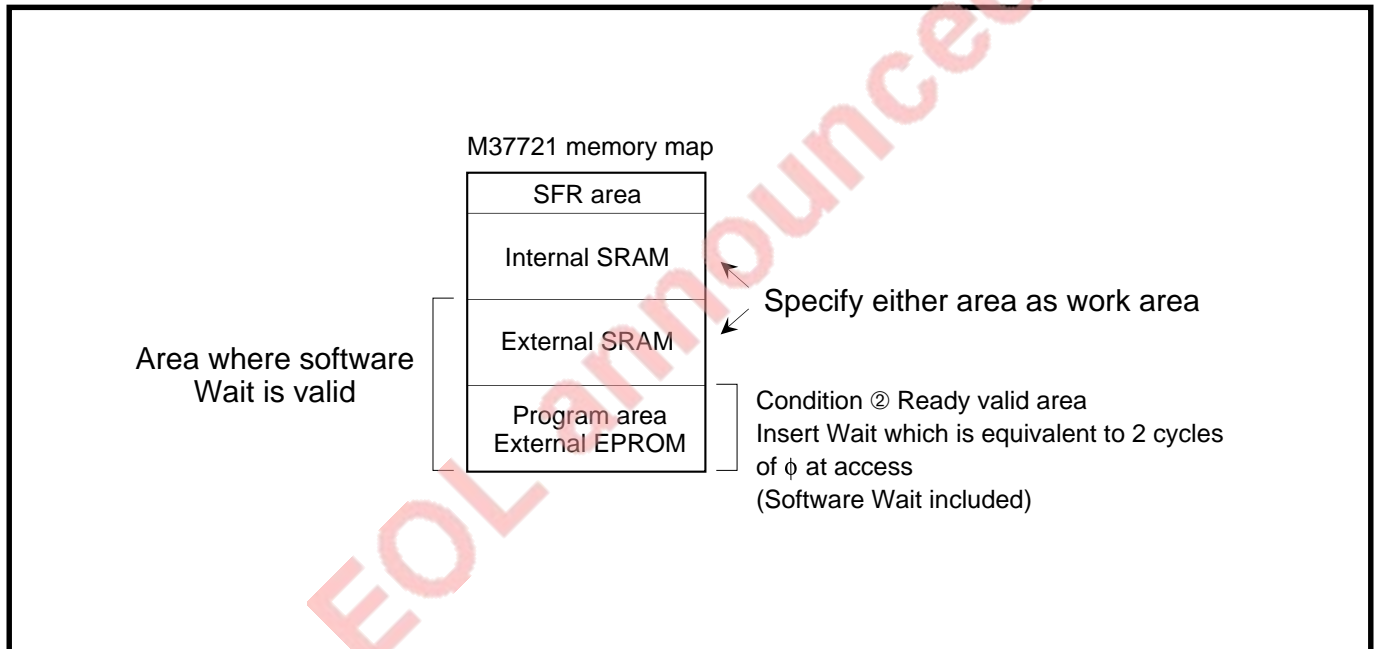 M37721 memory map
SFR area
Internal SRAM
Specify either area as work area
External SRAM
Area where software
Wait is valid
Program area
External EPROM
Condition ② Ready valid area
Insert Wait which is equivalent to 2 cycles
of ϕ at access
(Software Wait included)
EOL announced